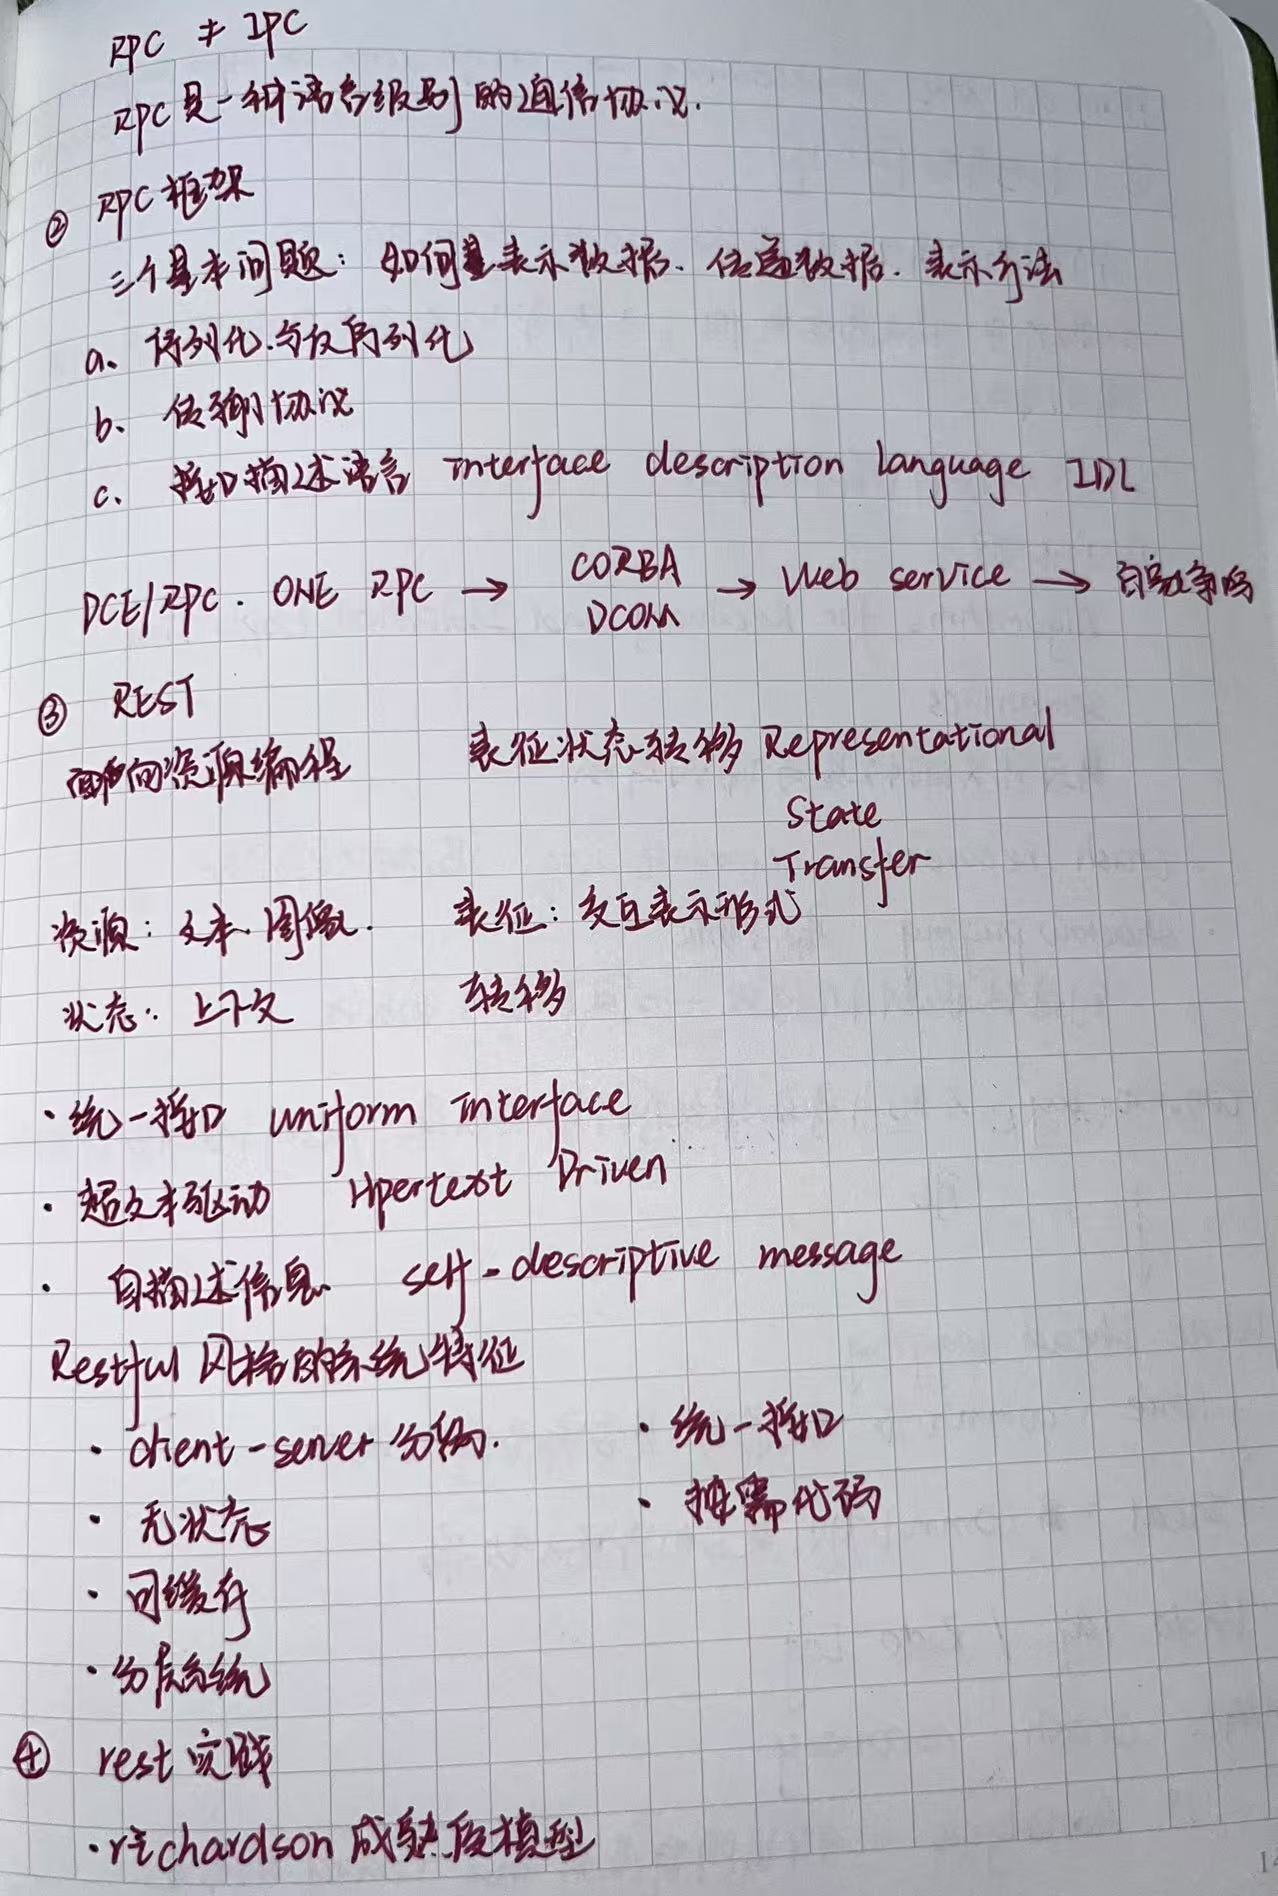 RPC ≠ IPC
RPC是一种语言级别的通信协议.
② RPC框架
三个基本问题: 如何表示数据. 传递数据. 表示方法
a. 序列化与反序列化
b. 传输协议
c. 接口描述语言 interface description language IDL
DCE/RPC. ONE RPC → CORBA DCOM → Web service → 百家争鸣
③ REST
面向资源编程 表征状态转移 Representational
State
Transfer
资源: 文本.图像. 表征: 交互表示形式
状态: 上下文 转移
· 统一接口 uniform interface
· 超文本驱动 Hpertext Driven
· 自描述信息. self-descriptive message
Restful 风格的系统特征
· client-server 分离. · 统一接口
· 无状态 · 按需代码
· 可缓存
· 分层系统
④ rest 实践
· richardson 成熟度模型